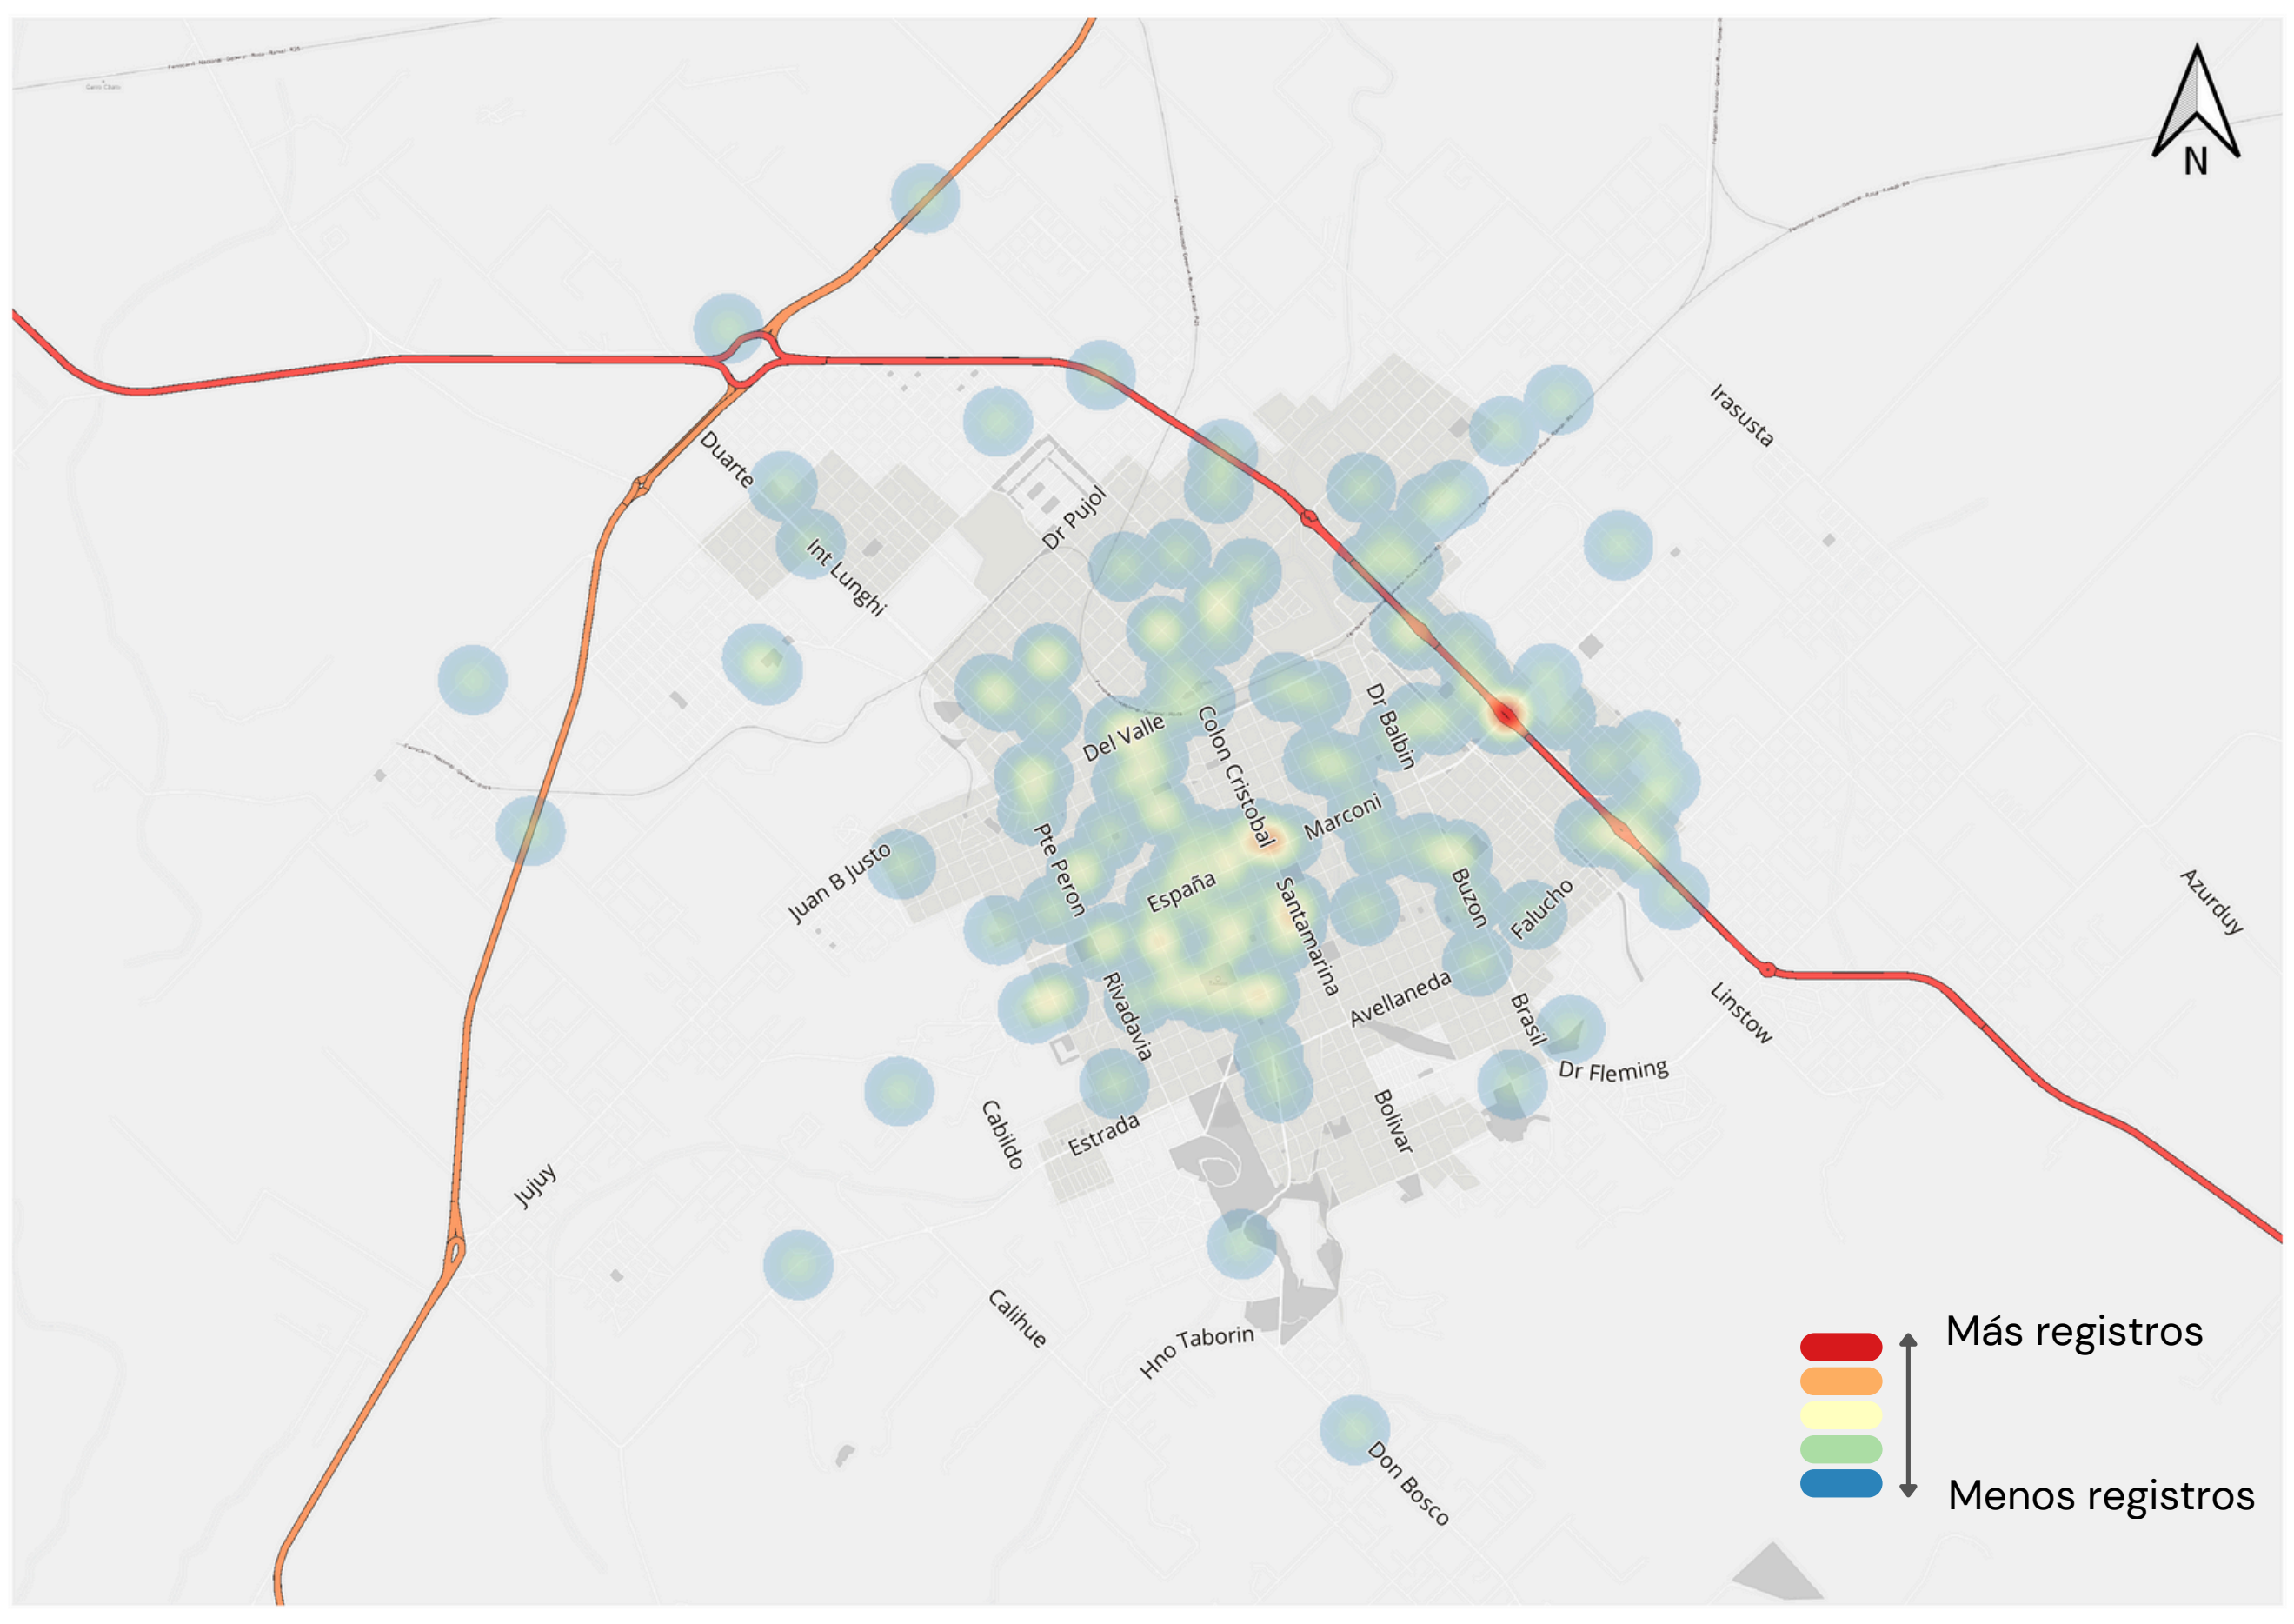 N
Irasusta
Duarte
Dr Pujol
Int Lunghi
Del Valle
Colon Cristobal
Dr Balbin
Marconi
Pte Peron
Juan B Justo
España
Santamarina
Buzon
Falucho
Azurduy
Rivadavia
Avellaneda
Brasil
Linstow
Dr Fleming
Cabildo
Estrada
Bolivar
Jujuy
Calihue
Hno Taborin
Don Bosco
Más registros
Menos registros